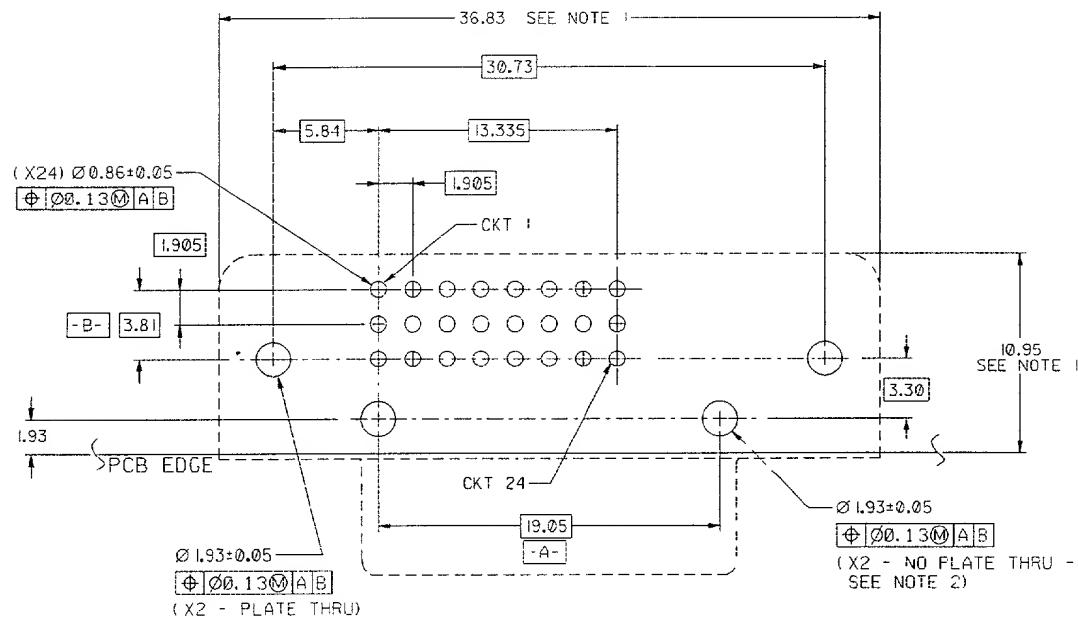 36.83 SEE NOTE 1
30.73
5.84
13.335
(X24) Ø0.86±0.05
⌖ Ø0.13Ⓜ A B
1.905
CKT 1
1.905
-B- 3.81
10.95
SEE NOTE 1
3.30
1.93
PCB EDGE
CKT 24
19.05
-A-
Ø1.93±0.05
⌖ Ø0.13Ⓜ A B
(X2 - NO PLATE THRU -
SEE NOTE 2)
Ø1.93±0.05
⌖ Ø0.13Ⓜ A B
(X2 - PLATE THRU)